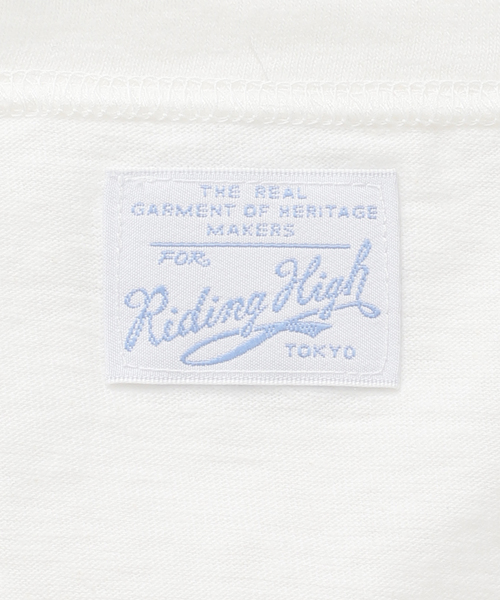 THE REAL
GARMENT OF HERITAGE
MAKERS
FOR
Riding High
TOKYO